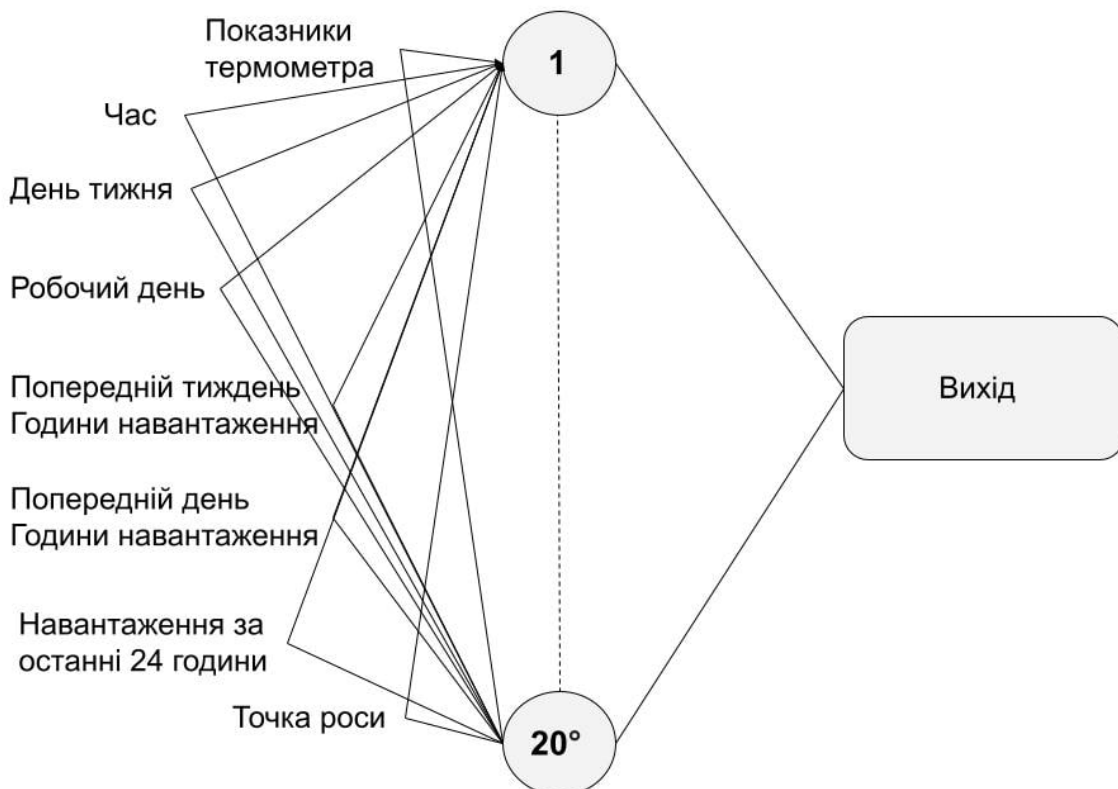 Показники
термометра
1
Час
День тижня
Робочий день
Попередній тиждень
Години навантаження
Вихід
Попередній день
Години навантаження
Навантаження за
останні 24 години
Точка роси
20°